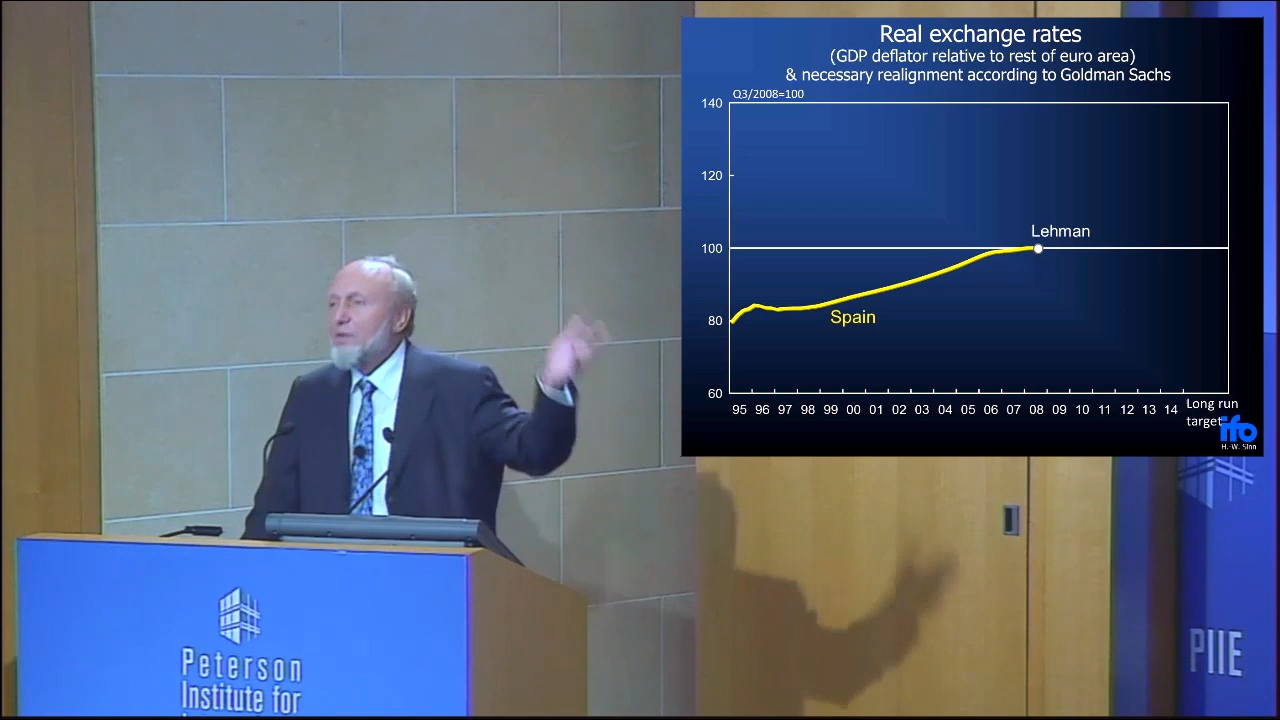 Real exchange rates
(GDP deflator relative to rest of euro area)
& necessary realignment according to Goldman Sachs
Q3/2008=100
140
120
100
80
60
Lehman
Spain
95 96 97 98 99 00 01 02 03 04 05 06 07 08 09 10 11 12 13 14 Long run
target
ifo
H.-W. Sinn
Peterson
Institute for
PIIE